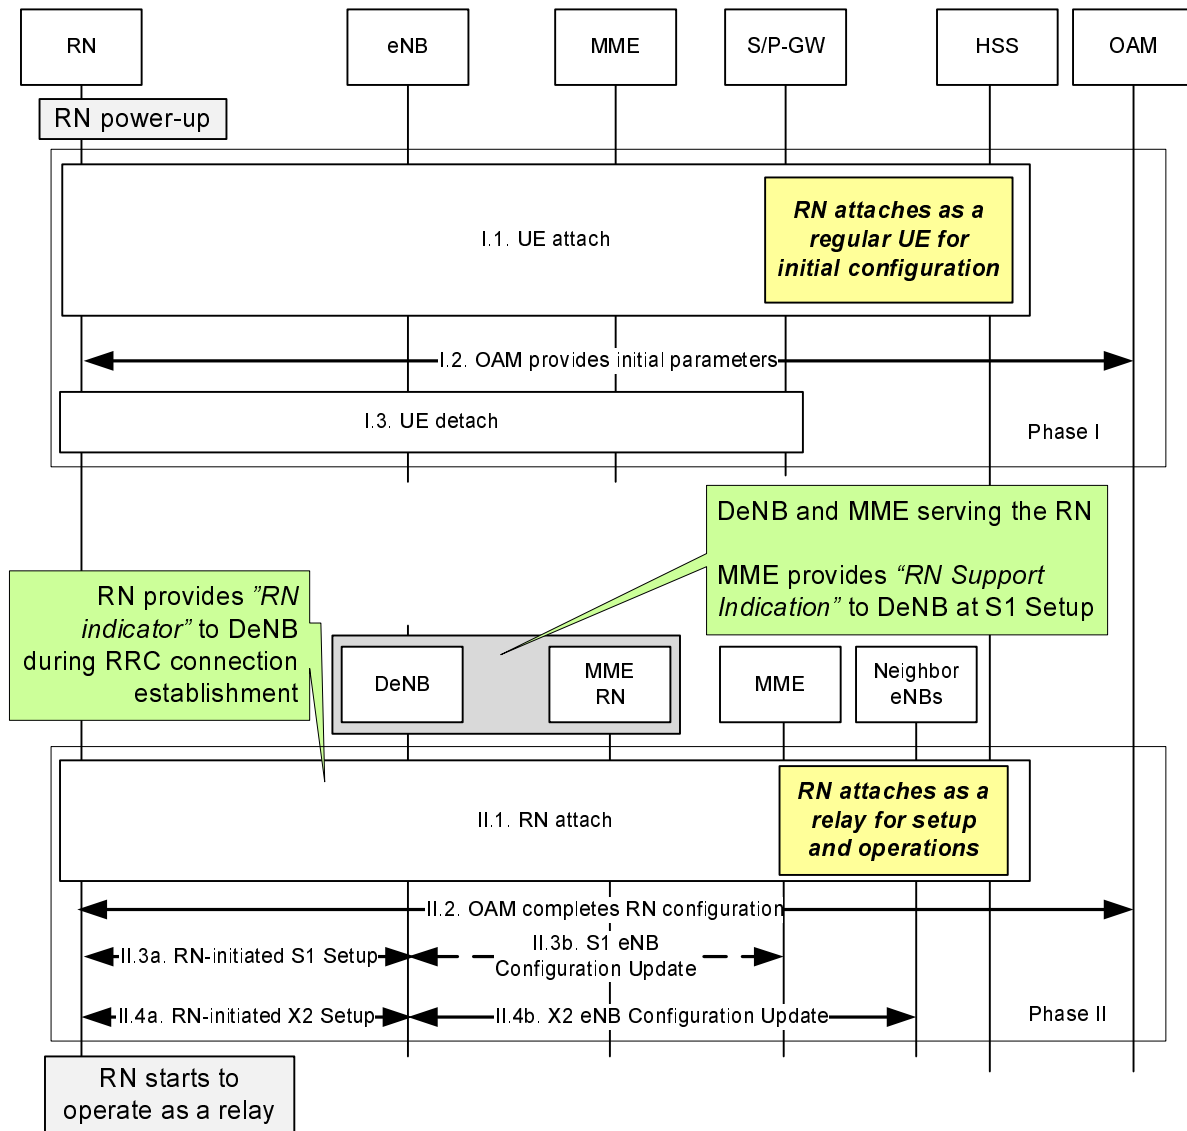 RN
eNB
MME
S/P-GW
HSS
OAM
RN power-up
I.1. UE attach
RN attaches as a
regular UE for
initial configuration
I.2. OAM provides initial parameters
I.3. UE detach
Phase I
DeNB and MME serving the RN
MME provides “RN Support
Indication” to DeNB at S1 Setup
RN provides ”RN
indicator” to DeNB
during RRC connection
establishment
DeNB
MME
RN
MME
Neighbor
eNBs
II.1. RN attach
RN attaches as a
relay for setup
and operations
II.2. OAM completes RN configuration
II.3a. RN-initiated S1 Setup
II.3b. S1 eNB
Configuration Update
II.4a. RN-initiated X2 Setup
II.4b. X2 eNB Configuration Update
Phase II
RN starts to
operate as a relay